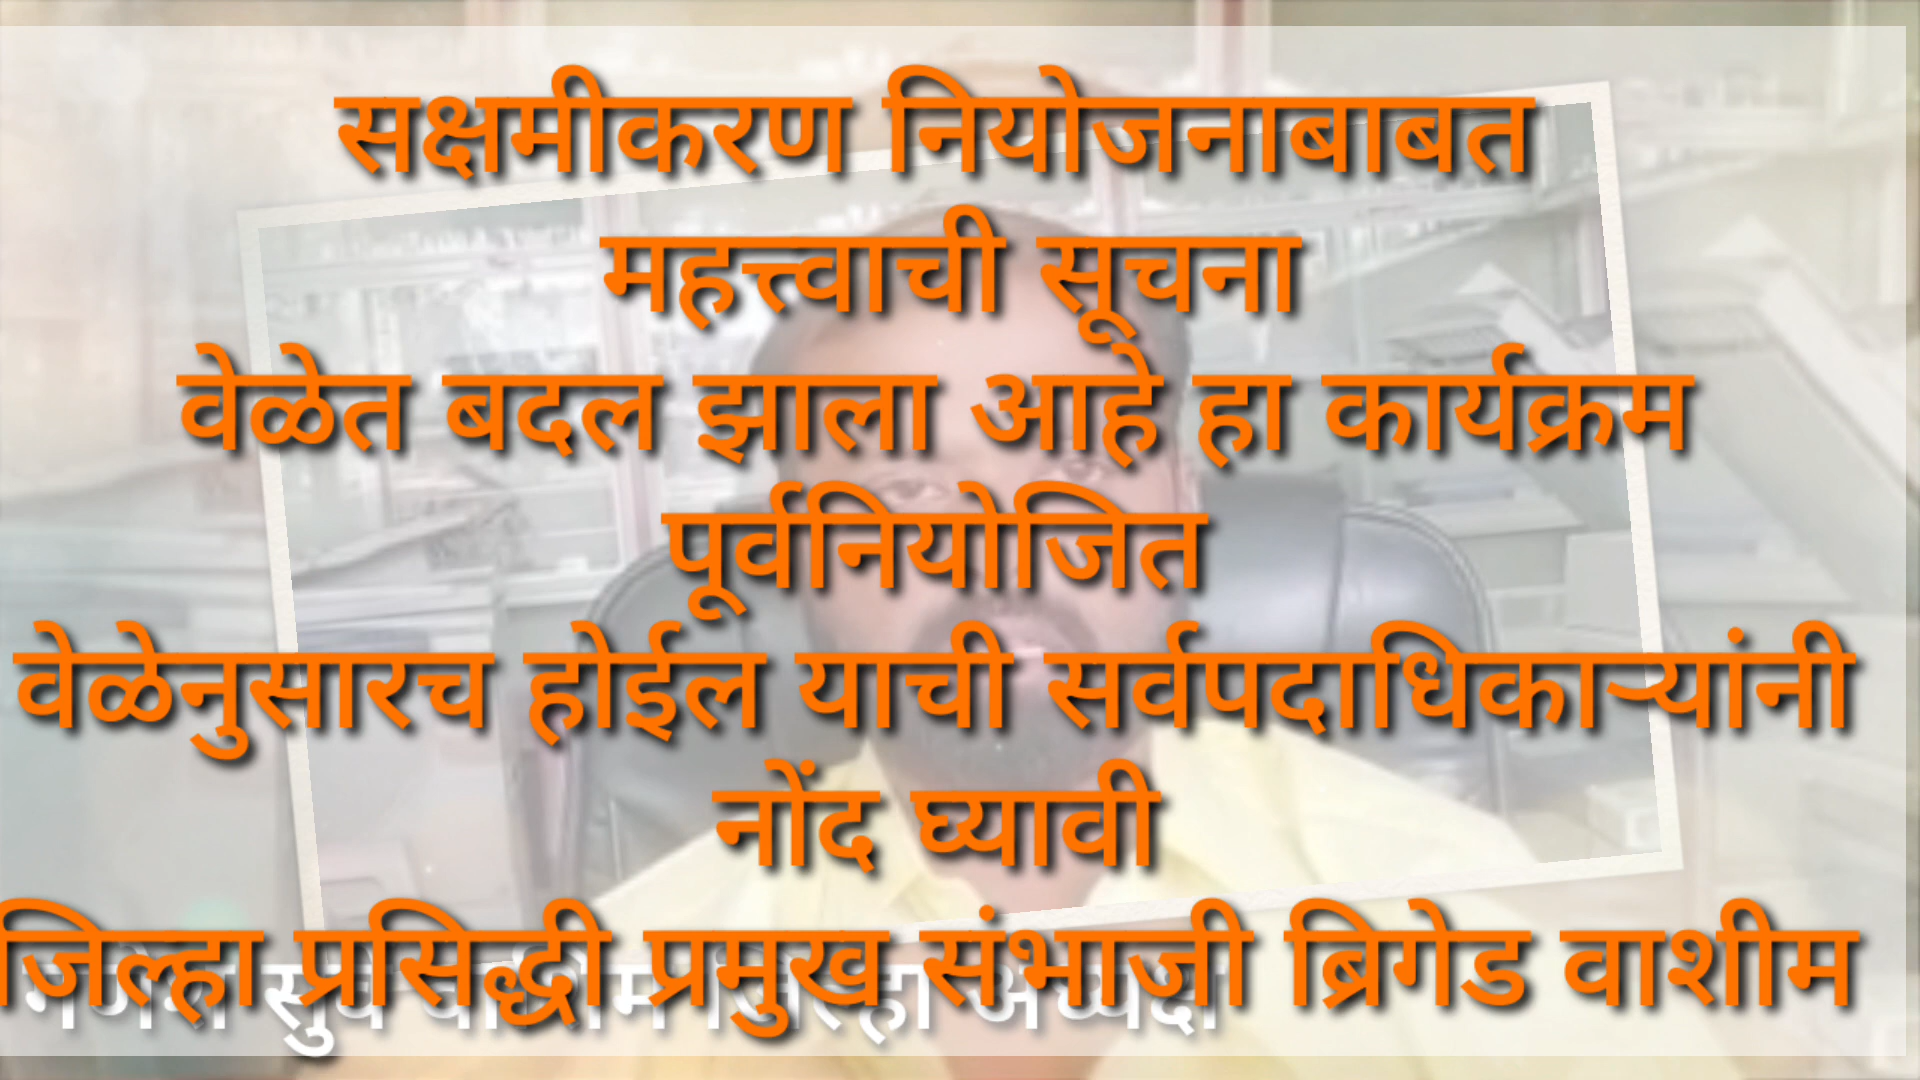 सक्षमीकरण नियोजनाबाबत
महत्त्वाची सूचना
वेळेत बदल झाला आहे हा कार्यक्रम
पूर्वनियोजित
वेळेनुसारच होईल याची सर्वपदाधिकाऱ्यांनी
नोंद घ्यावी
जिल्हा प्रसिद्धी प्रमुख संभाजी ब्रिगेड वाशीम
जिल्हा